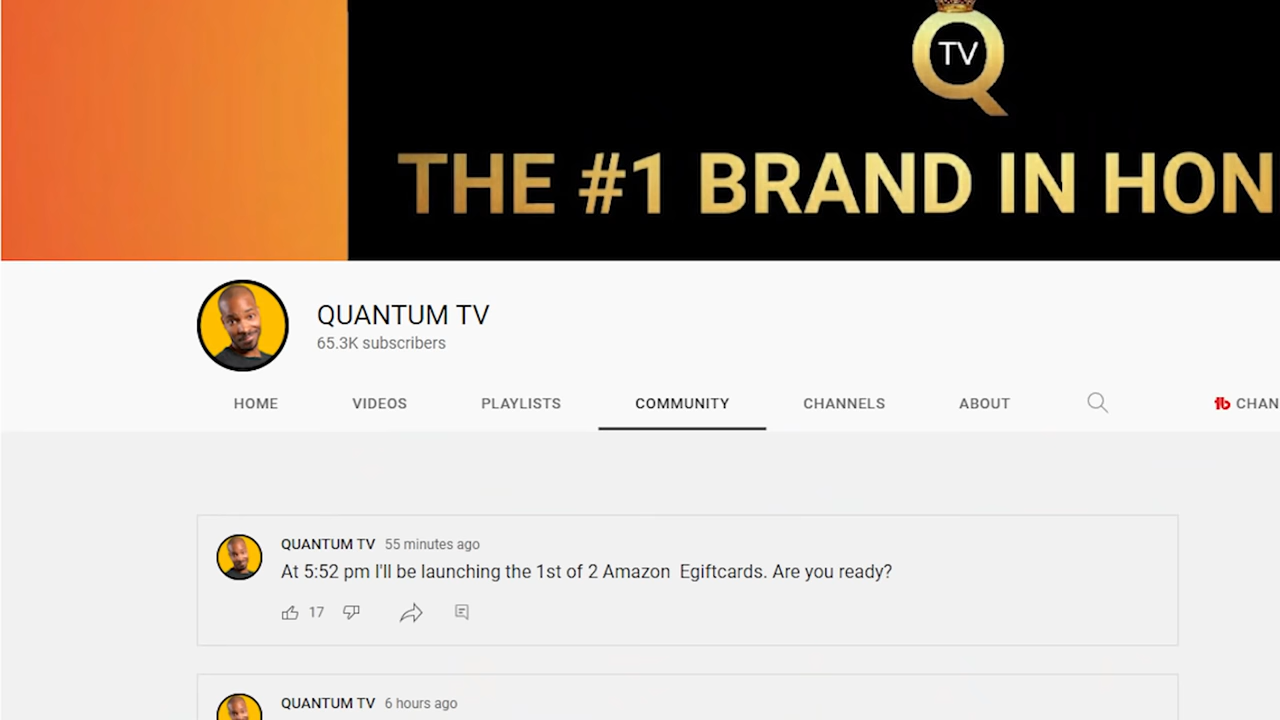 TV
THE #1 BRAND IN HON
QUANTUM TV
65.3K subscribers
HOME VIDEOS PLAYLISTS COMMUNITY CHANNELS ABOUT tb CHAN
QUANTUM TV 55 minutes ago
At 5:52 pm I'll be launching the 1st of 2 Amazon  Egiftcards. Are you ready?
17
QUANTUM TV 6 hours ago